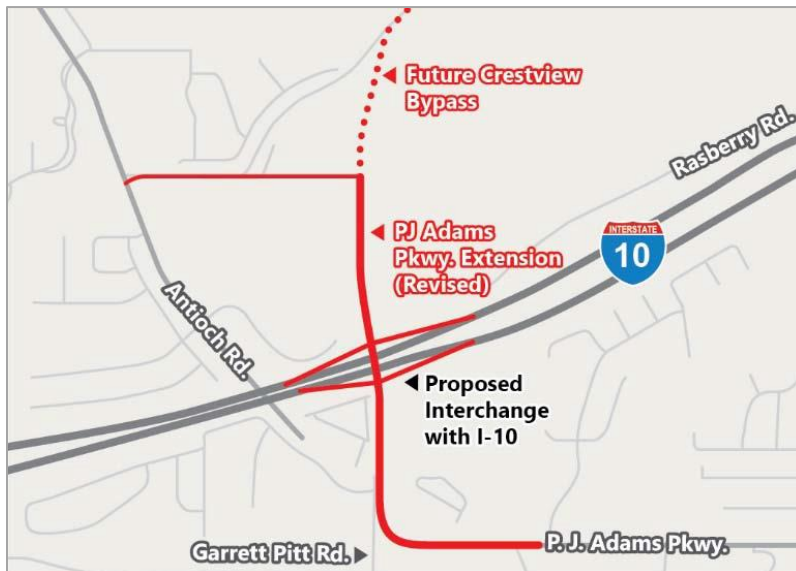 Future Crestview
Bypass
Rasberry Rd.
PJ Adams
Pkwy. Extension
(Revised)
INTERSTATE
10
Antioch Rd.
Proposed
Interchange
with I-10
Garrett Pitt Rd.
P. J. Adams Pkwy.